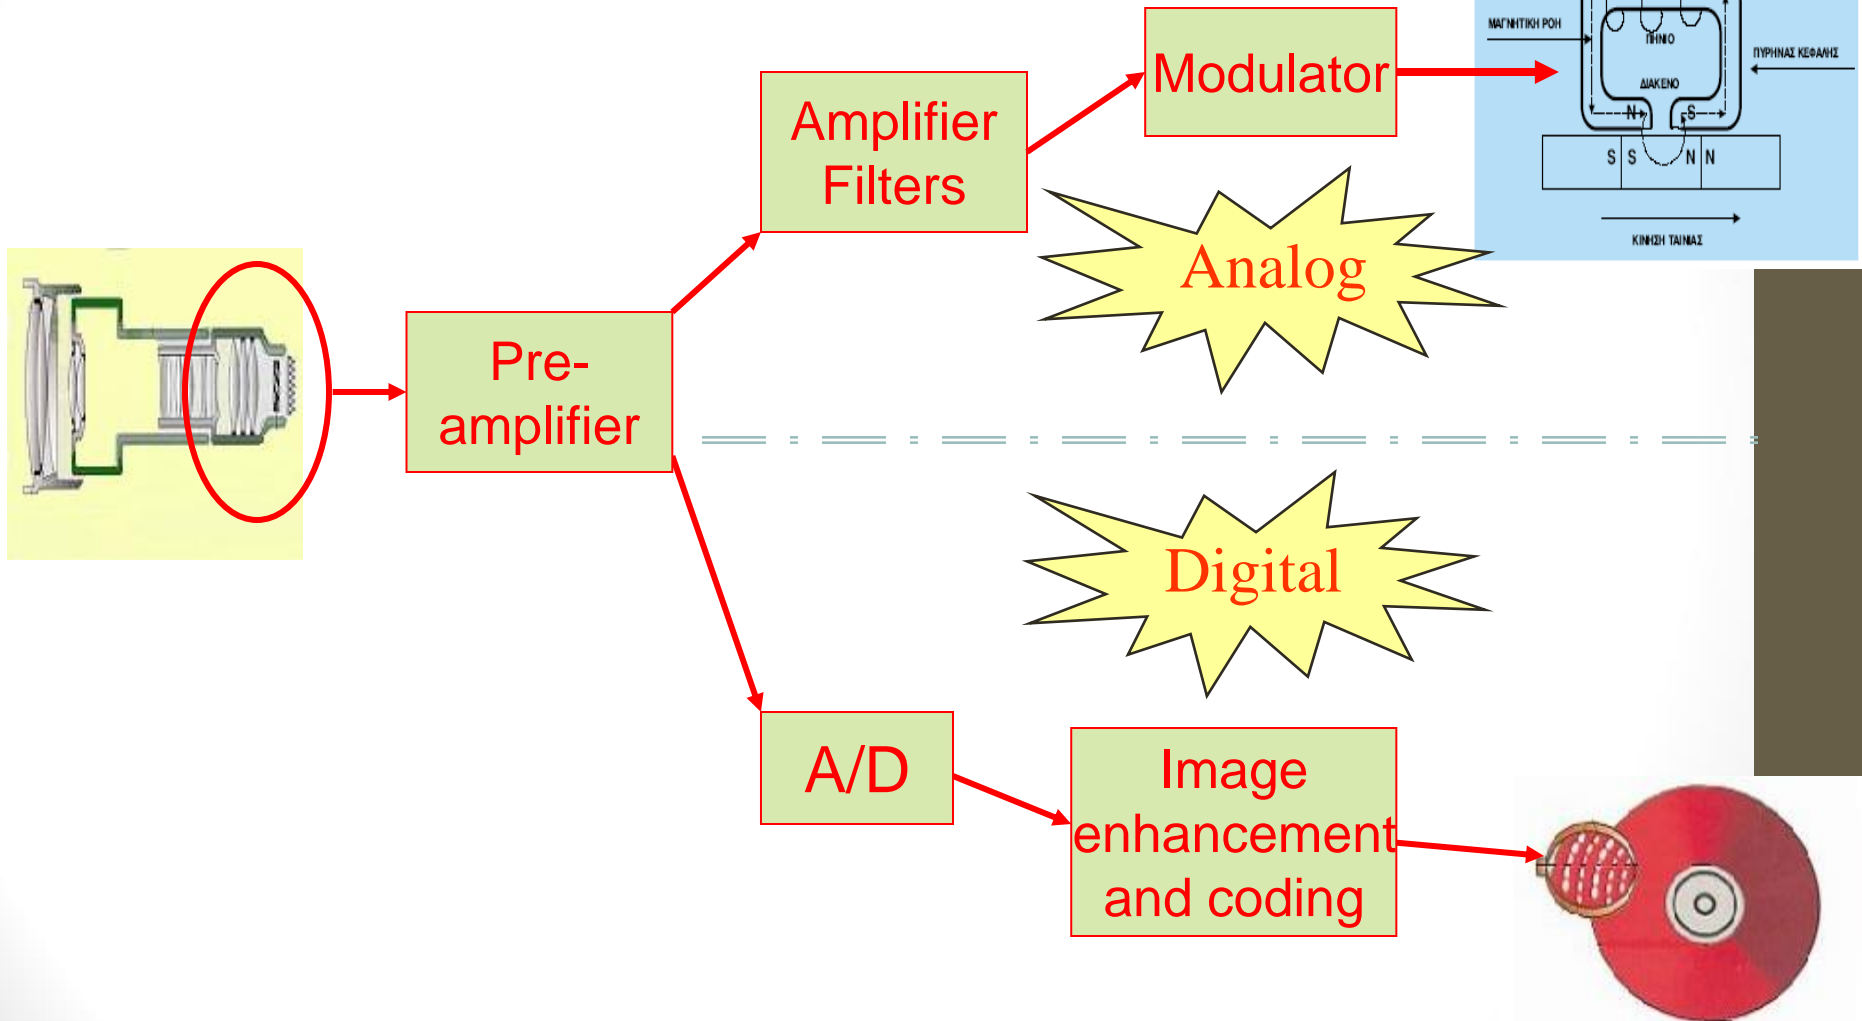 Modulator
ΜΑΓΝΗΤΙΚΗ ΡΟΗ
ΠΗΝΙΟ
ΠΥΡΗΝΑΣ ΚΕΦΑΛΗΣ
ΔΙΑΚΕΝΟ
N S
S S N N
ΚΙΝΗΣΗ ΤΑΙΝΙΑΣ
Amplifier
Filters
Analog
Pre-
amplifier
Digital
A/D
Image
enhancement
and coding